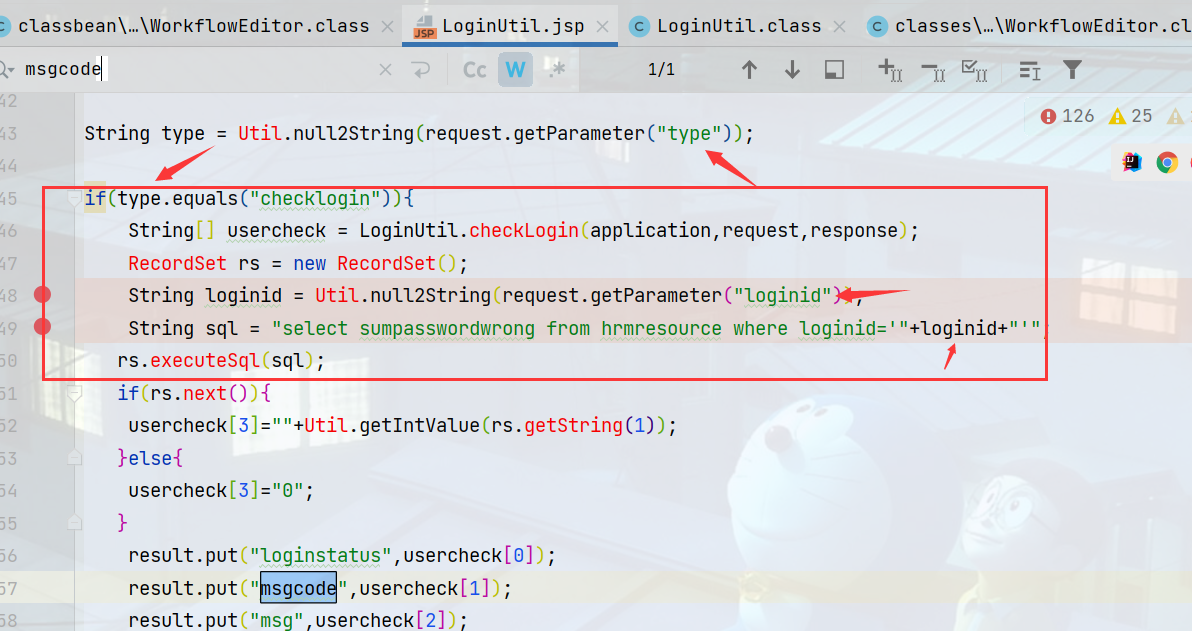 classbean\…\WorkflowEditor.class × JSP LoginUtil.jsp × C LoginUtil.class × C classes\…\WorkflowEditor.cl
msgcode × Cc W .* 1/1
42
43 String type = Util.null2String(request.getParameter("type")); 126 25
44
45 if(type.equals("checklogin")){
46 String[] usercheck = LoginUtil.checkLogin(application,request,response);
47 RecordSet rs = new RecordSet();
48 String loginid = Util.null2String(request.getParameter("loginid"));
49 String sql = "select sumpasswordwrong from hrmresource where loginid='"+loginid+"'"
50 rs.executeSql(sql);
51 if(rs.next()){
52 usercheck[3]=""+Util.getIntValue(rs.getString(1));
53 }else{
54 usercheck[3]="0";
55 }
56 result.put("loginstatus",usercheck[0]);
57 result.put("msgcode",usercheck[1]);
58 result.put("msg",usercheck[2]);